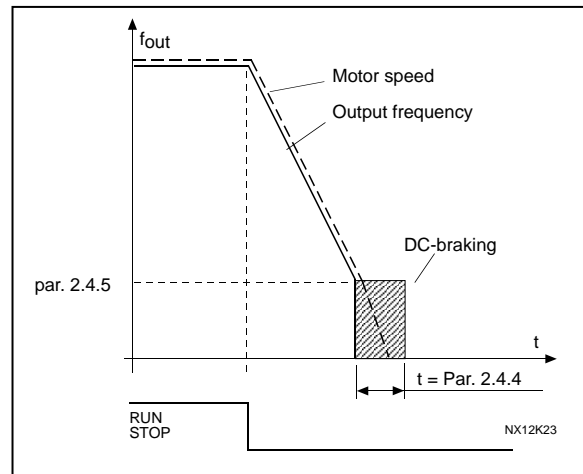 fout
Motor speed
Output frequency
DC-braking
par. 2.4.5
t
t = Par. 2.4.4
RUN
STOP
NX12K23